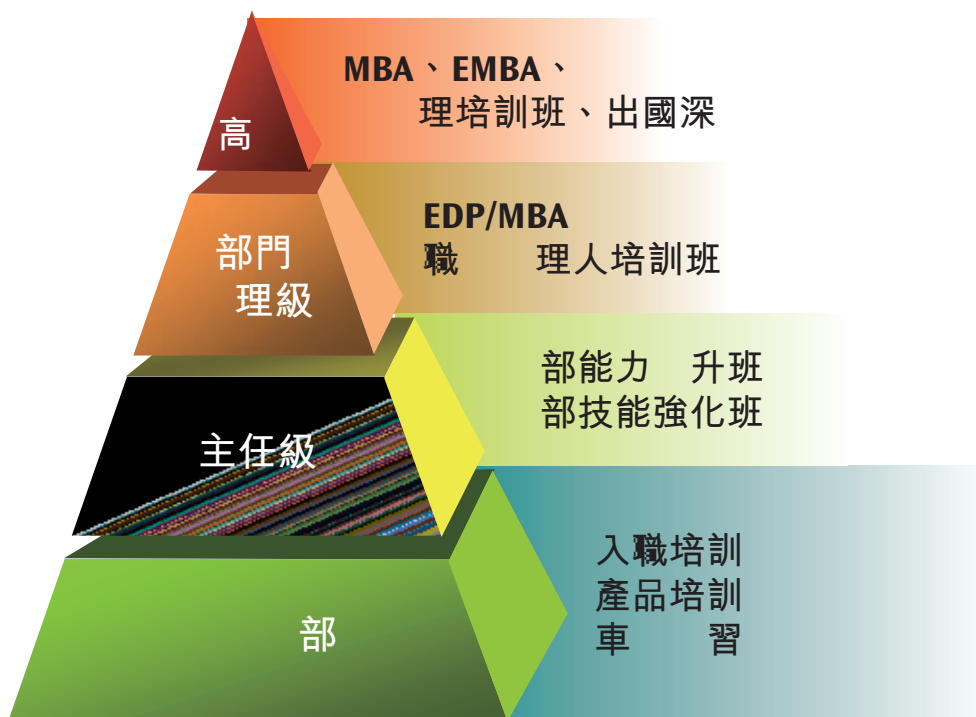 高
MBA、EMBA、
理培訓班、出國深
部門
理級
EDP/MBA
職 理人培訓班
主任級
部能力 升班
部技能強化班
部
入職培訓
產品培訓
車 習